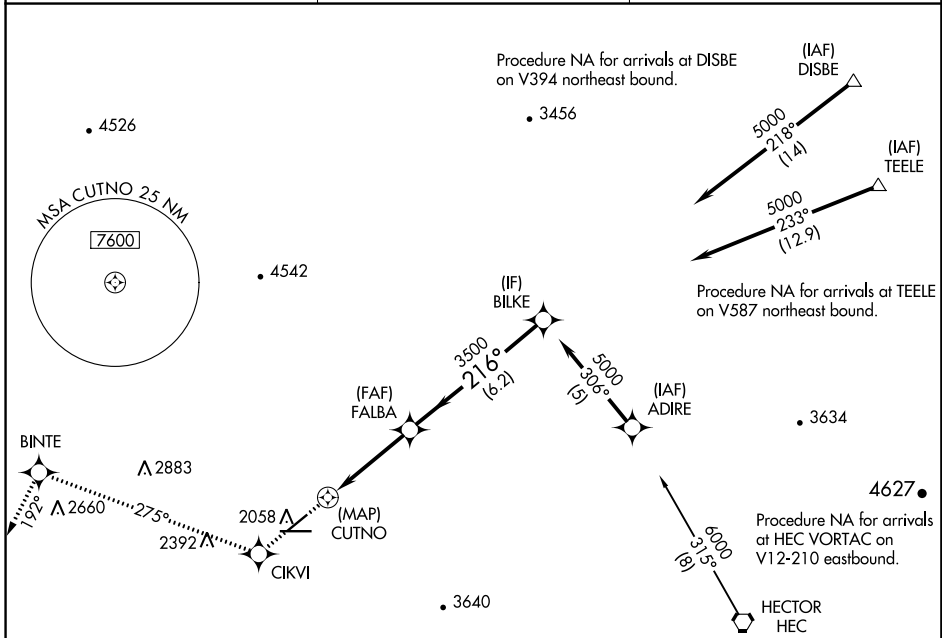 Procedure NA for arrivals at DISBE
on V394 northeast bound.
(IAF)
DISBE
3456
4526
5000
218°
(14)
(IAF)
TEELE
MSA CUTNO 25 NM
7600
5000
233°
(12.9)
4542
Procedure NA for arrivals at TEELE
on V587 northeast bound.
(IF)
BILKE
3500
216°
(6.2)
5000
306°
(5)
(FAF)
FALBA
(IAF)
ADIRE
3634
BINTE
2883
4627
192°
2660
275°
2392
2058
(MAP)
CUTNO
Procedure NA for arrivals
at HEC VORTAC on
V12-210 eastbound.
CIKVI
6000
315°
(8)
3640
HECTOR
HEC